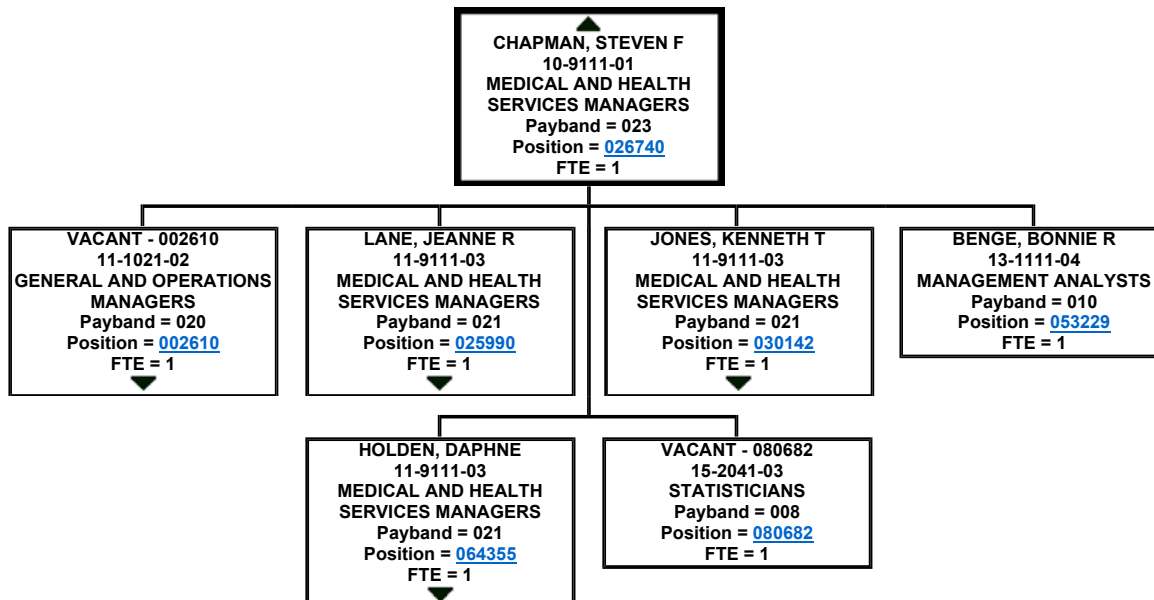 CHAPMAN, STEVEN F
10-9111-01
MEDICAL AND HEALTH
SERVICES MANAGERS
Payband = 023
Position = 026740
FTE = 1
VACANT - 002610
11-1021-02
GENERAL AND OPERATIONS
MANAGERS
Payband = 020
Position = 002610
FTE = 1
LANE, JEANNE R
11-9111-03
MEDICAL AND HEALTH
SERVICES MANAGERS
Payband = 021
Position = 025990
FTE = 1
JONES, KENNETH T
11-9111-03
MEDICAL AND HEALTH
SERVICES MANAGERS
Payband = 021
Position = 030142
FTE = 1
BENGE, BONNIE R
13-1111-04
MANAGEMENT ANALYSTS
Payband = 010
Position = 053229
FTE = 1
HOLDEN, DAPHNE
11-9111-03
MEDICAL AND HEALTH
SERVICES MANAGERS
Payband = 021
Position = 064355
FTE = 1
VACANT - 080682
15-2041-03
STATISTICIANS
Payband = 008
Position = 080682
FTE = 1